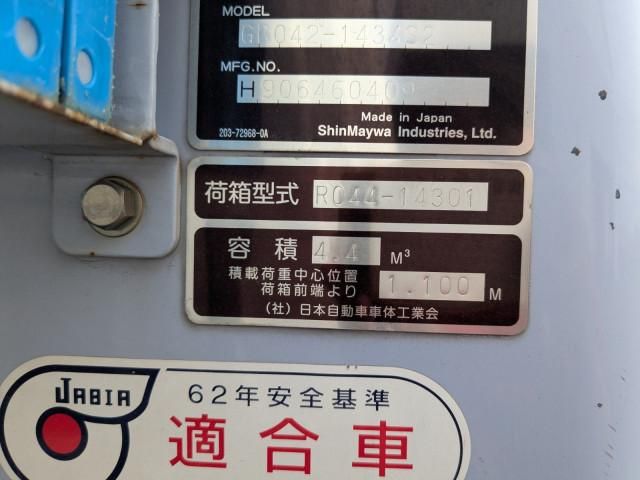 MODEL
MFG.NO.
H906460409
Made in Japan
203-72968-0A
ShinMaywa Industries, Ltd.
荷箱型式 R044-14301
容積 4.4 M³
積載荷重中心位置
荷箱前端より 1.100 M
(社)日本自動車車体工業会
JABIA
62年安全基準
適合車